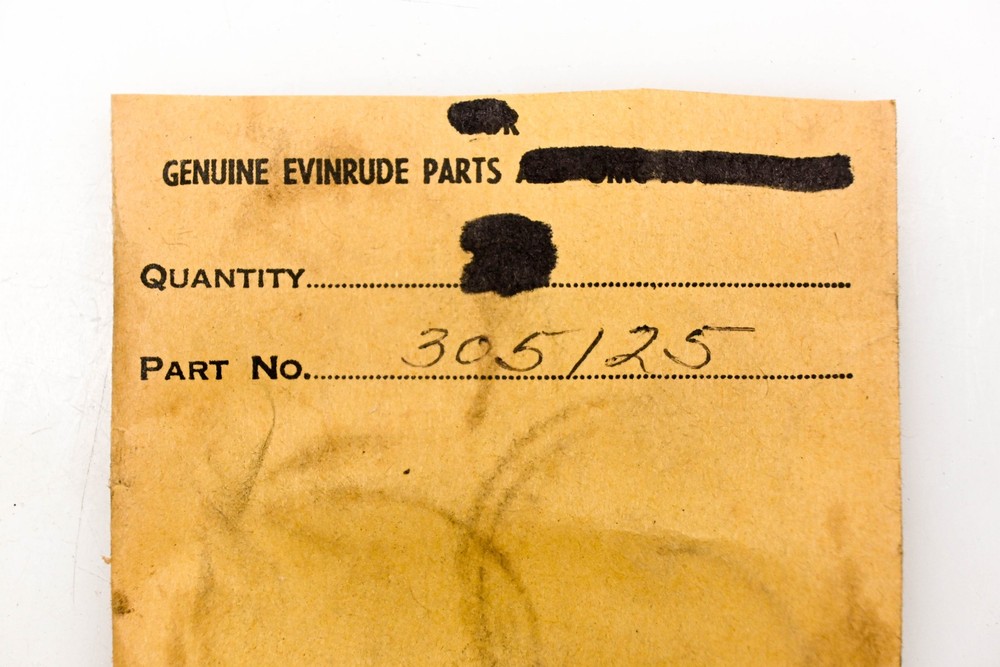 GENUINE EVINRUDE PARTS
QUANTITY
PART NO. 305125